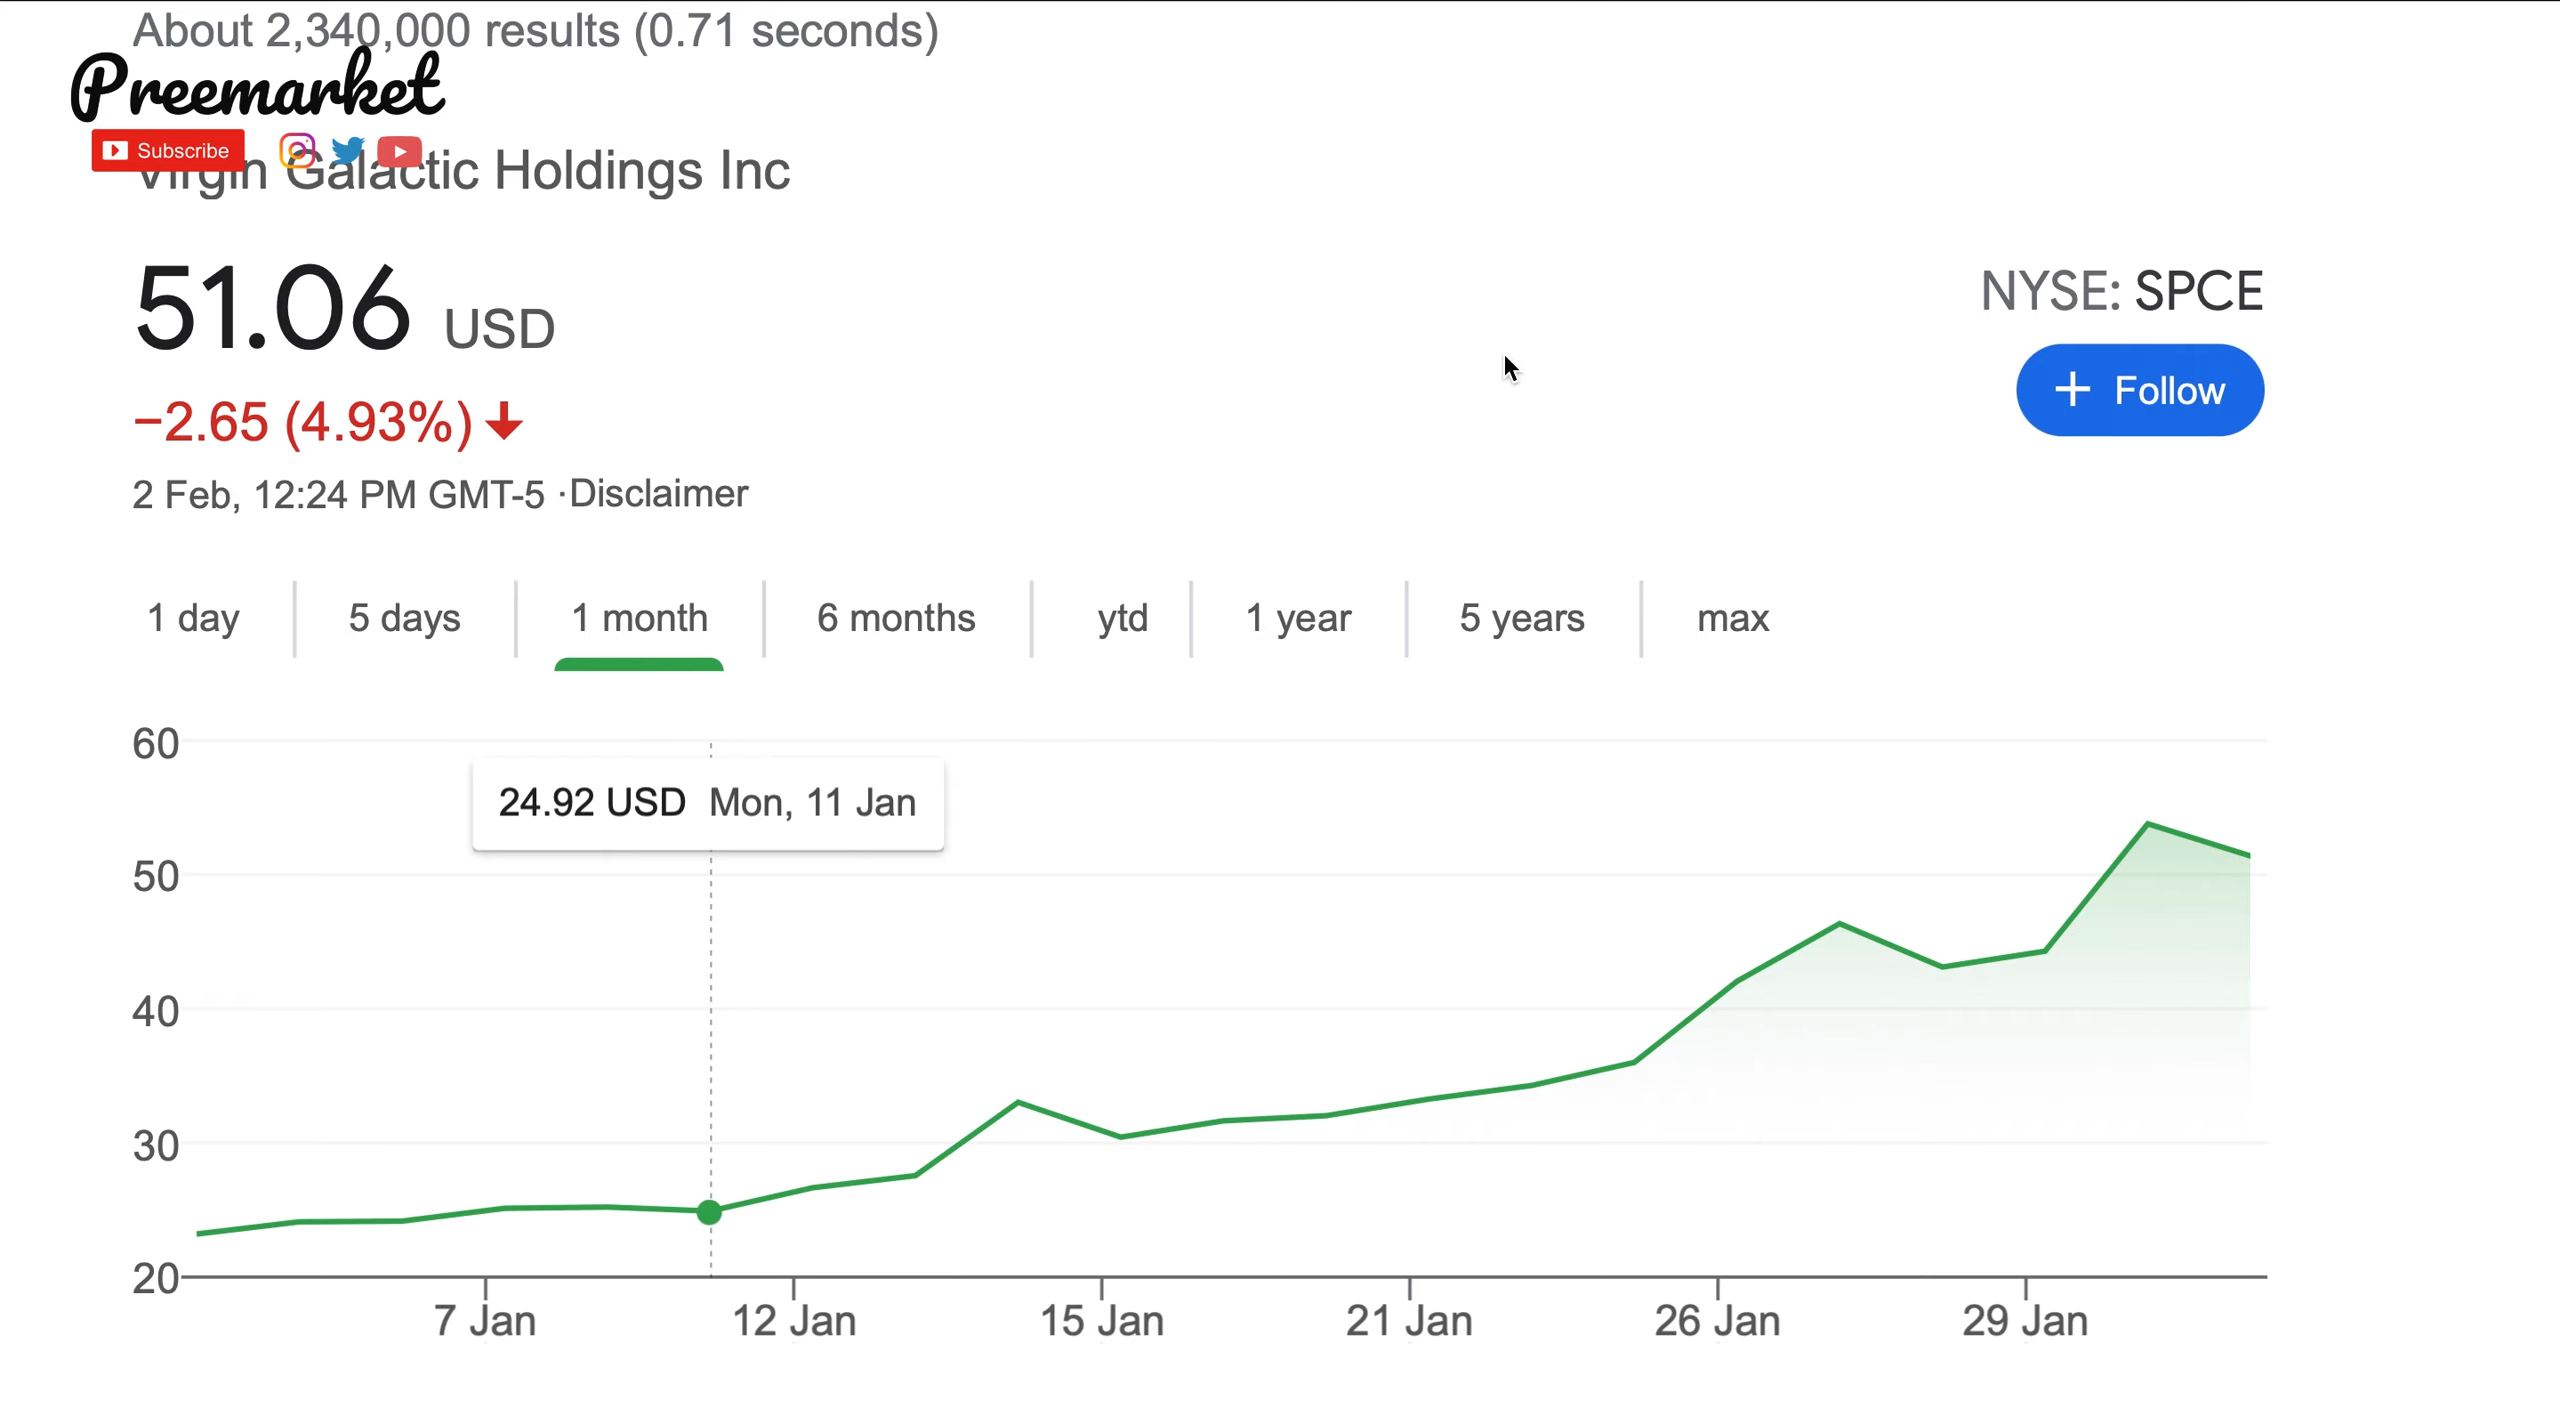 About 2,340,000 results (0.71 seconds)
Preemarket
Subscribe
Virgin Galactic Holdings Inc
51.06 USD
NYSE: SPCE
−2.65 (4.93%)
+ Follow
2 Feb, 12:24 PM GMT-5 ·Disclaimer
1 day 5 days 1 month 6 months ytd 1 year 5 years max
60
24.92 USD Mon, 11 Jan
50
40
30
20
7 Jan 12 Jan 15 Jan 21 Jan 26 Jan 29 Jan